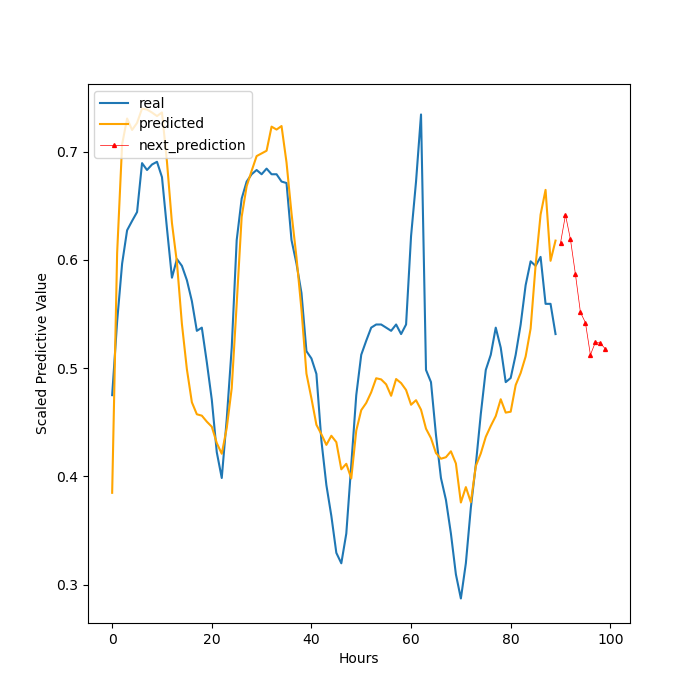 real
predicted
next_prediction
0.7
0.6
0.5
0.4
0.3
Scaled Predictive Value
0 20 40 60 80 100
Hours